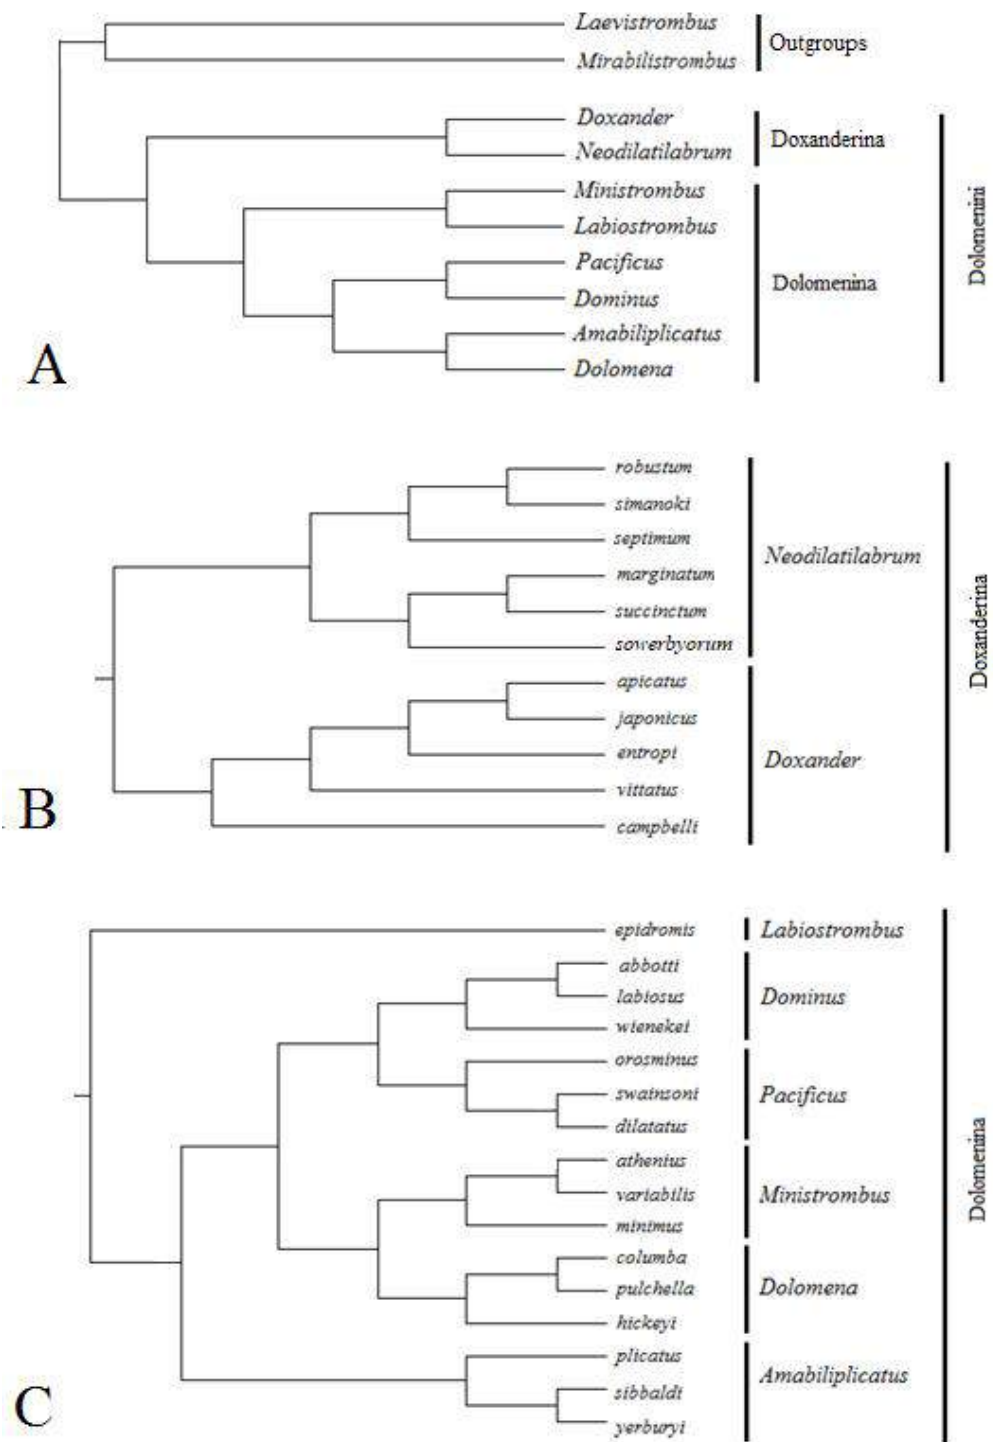 Laevistrombus
Mirabilistrombus
Outgroups
Doxander
Neodilatilabrum
Doxanderina
Ministrombus
Labiostrombus
Pacificus
Dominus
Amabiliplicatus
Dolomena
Dolomenina
Dolomenini
A
robustum
simanoki
septimum
marginatum
succinctum
sowerbyorum
Neodilatilabrum
apicatus
japonicus
entropi
vittatus
campbelli
Doxander
Doxanderina
B
epidromis
Labiostrombus
abbotti
labiosus
wienekei
Dominus
orosminus
swainsoni
dilatatus
Pacificus
athenius
variabilis
minimus
Ministrombus
columba
pulchella
hickeyi
Dolomena
plicatus
sibbaldi
yerburyi
Amabiliplicatus
Dolomenina
C